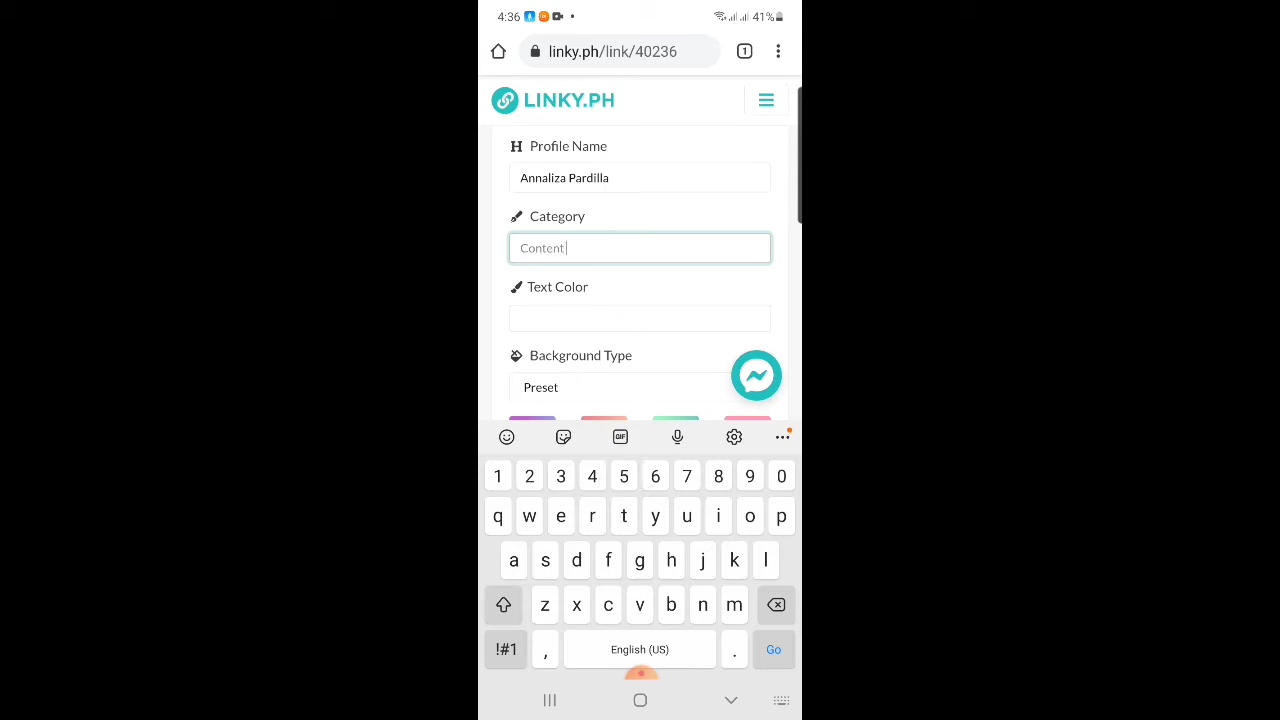 4:36 41%
linky.ph/link/40236 1
LINKY.PH
Profile Name
Annaliza Pardilla
Category
Content
Text Color
Background Type
Preset
GIF
1 2 3 4 5 6 7 8 9 0
q w e r t y u i o p
a s d f g h j k l
z x c v b n m
!#1 , English (US) . Go